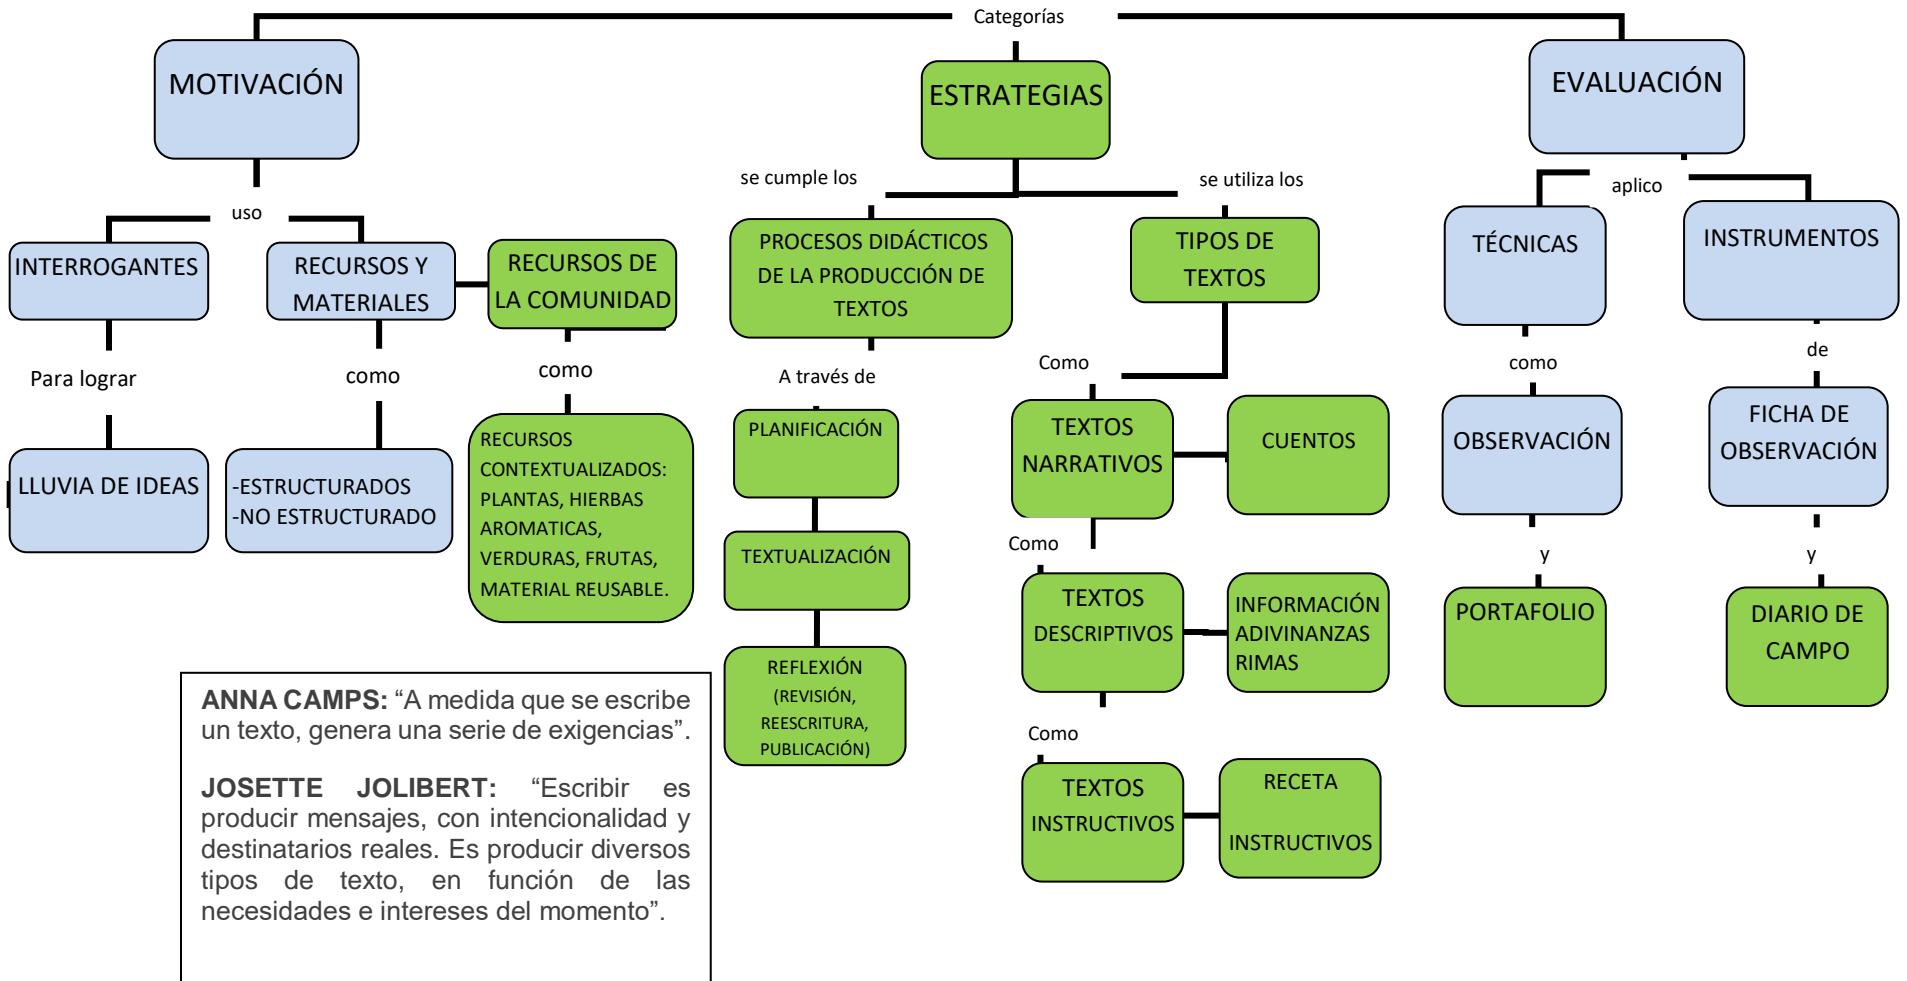 Categorías
MOTIVACIÓN
ESTRATEGIAS
EVALUACIÓN
uso
se cumple los
se utiliza los
aplico
INTERROGANTES
RECURSOS Y
MATERIALES
RECURSOS DE
LA COMUNIDAD
PROCESOS DIDÁCTICOS
DE LA PRODUCCIÓN DE
TEXTOS
TIPOS DE
TEXTOS
TÉCNICAS
INSTRUMENTOS
Para lograr
como
como
A través de
Como
como
de
LLUVIA DE IDEAS
-ESTRUCTURADOS
-NO ESTRUCTURADO
RECURSOS
CONTEXTUALIZADOS:
PLANTAS, HIERBAS
AROMATICAS,
VERDURAS, FRUTAS,
MATERIAL REUSABLE.
PLANIFICACIÓN
TEXTUALIZACIÓN
REFLEXIÓN
(REVISIÓN,
REESCRITURA,
PUBLICACIÓN)
TEXTOS
NARRATIVOS
CUENTOS
Como
TEXTOS
DESCRIPTIVOS
INFORMACIÓN
ADIVINANZAS
RIMAS
Como
TEXTOS
INSTRUCTIVOS
RECETA
INSTRUCTIVOS
OBSERVACIÓN
y
PORTAFOLIO
FICHA DE
OBSERVACIÓN
y
DIARIO DE
CAMPO
ANNA CAMPS: “A medida que se escribe
un texto, genera una serie de exigencias”.
JOSETTE JOLIBERT: “Escribir es
producir mensajes, con intencionalidad y
destinatarios reales. Es producir diversos
tipos de texto, en función de las
necesidades e intereses del momento”.